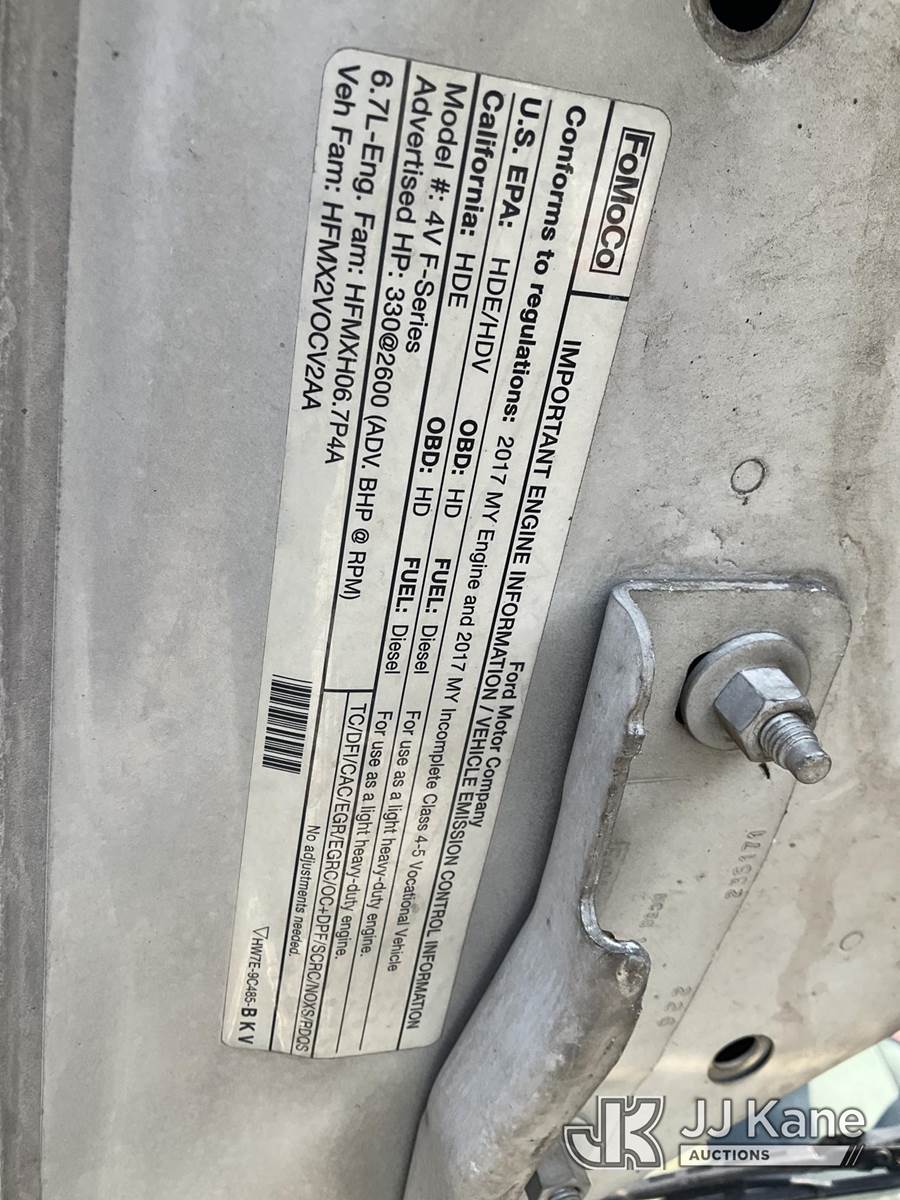 FoMoCo
IMPORTANT ENGINE INFORMATION / VEHICLE EMISSION CONTROL INFORMATION
Ford Motor Company
Conforms to regulations: 2017 MY Engine and 2017 MY Incomplete Class 4-5 Vocational Vehicle
U.S. EPA: HDE/HDV OBD: HD FUEL: Diesel For use as a light heavy-duty engine.
California: HDE OBD: HD FUEL: Diesel For use as a light heavy-duty engine.
Model #: 4V F-Series TC/DFI/CAC/EGR/EGRC/OC+DPF/SCRC/NOXS/RDQS
Advertised HP: 330@2600 (ADV. BHP @ RPM)
No adjustments needed.
6.7L-Eng. Fam: HFMXH06.7P4A
Veh Fam: HFMX2VOCV2AA
HW7E-9C485-B K V
JK JJ Kane
AUCTIONS